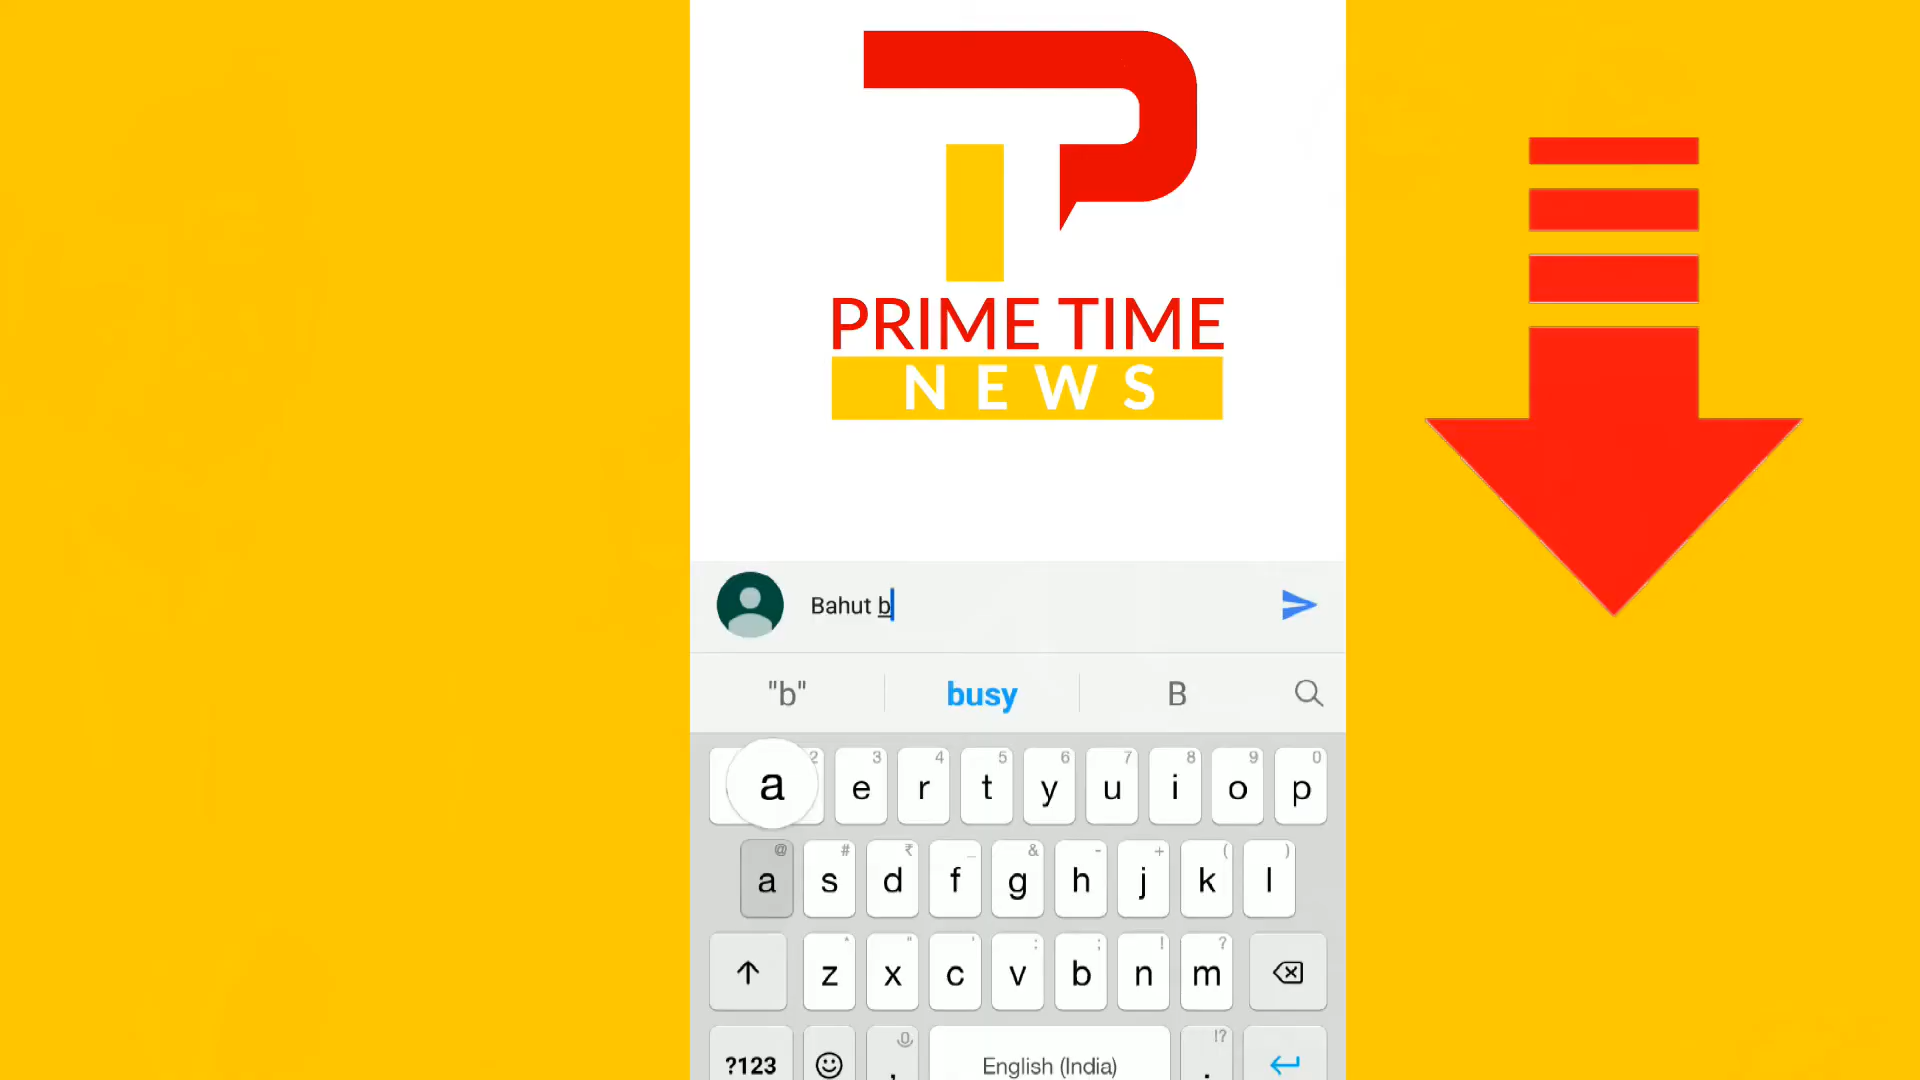 PRIME TIME
NEWS
Bahut b
"b" busy B
a 2 e 3 r 4 t 5 y 6 u 7 i 8 o 9 p 0
a @ s # d ₹ f _ g & h - j + k ( l )
z * x " c ' v : b ; n ! m ?
?123 , English (India) . !?